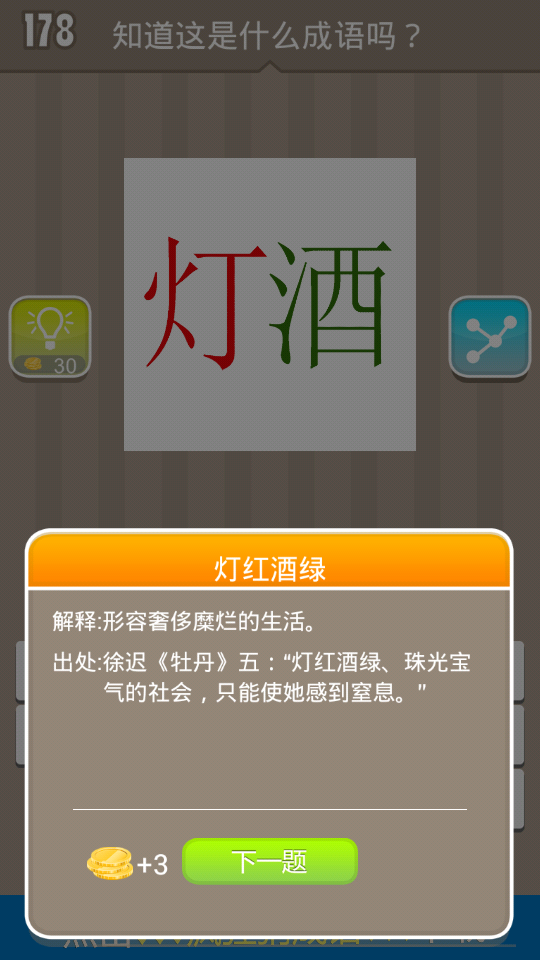 178
知道这是什么成语吗？
灯酒
30
灯红酒绿
解释:形容奢侈糜烂的生活。
出处:徐迟《牡丹》五：“灯红酒绿、珠光宝
气的社会，只能使她感到窒息。”
+3
下一题